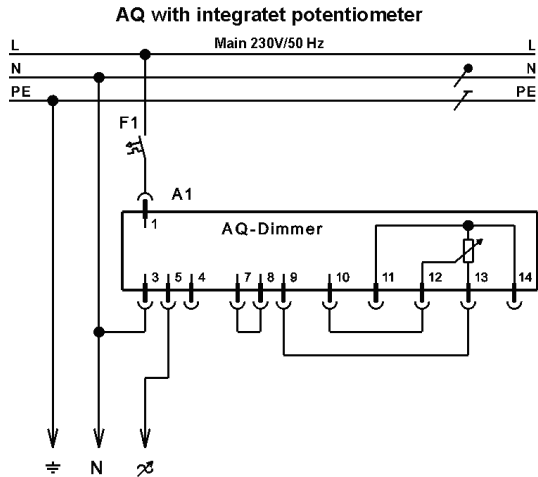 AQ with integratet potentiometer
L Main 230V/50 Hz L
N N
PE PE
F1
A1
1
AQ-Dimmer
3 5 4 7 8 9 10 11 12 13 14
N